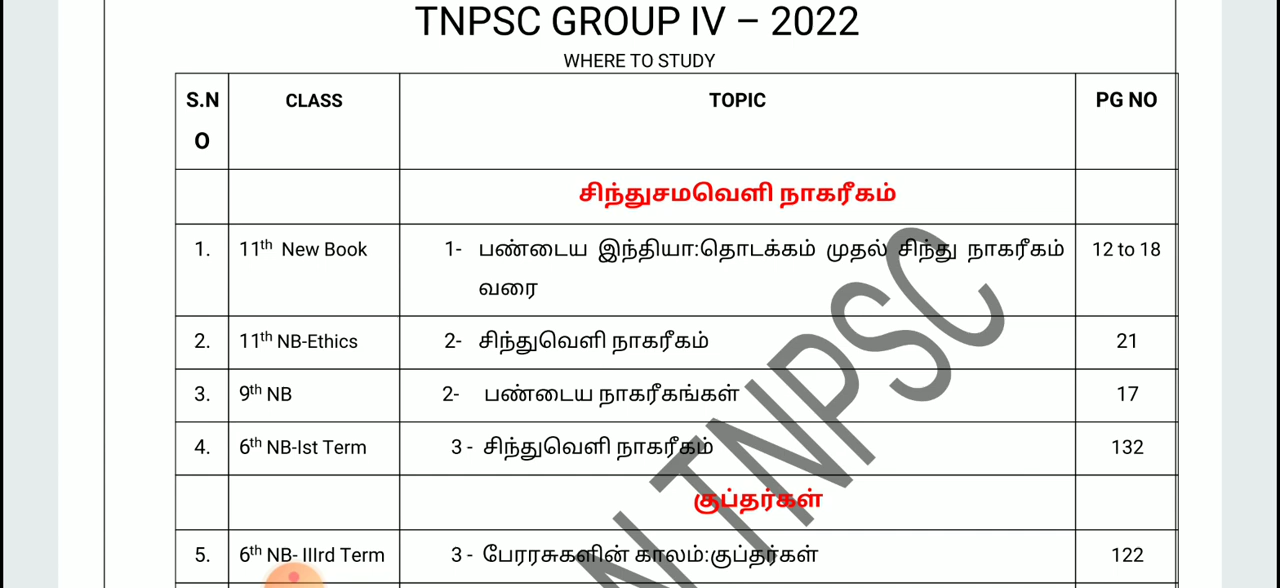 TNPSC GROUP IV – 2022
WHERE TO STUDY
S.N
O
CLASS
TOPIC
PG NO
சிந்துசமவெளி நாகரீகம்
1. 11th New Book 1- பண்டைய இந்தியா:தொடக்கம் முதல் சிந்து நாகரீகம் 12 to 18
வரை
2. 11th NB-Ethics 2- சிந்துவெளி நாகரீகம் 21
3. 9th NB 2- பண்டைய நாகரீகங்கள் 17
4. 6th NB-Ist Term 3 - சிந்துவெளி நாகரீகம் 132
குப்தர்கள்
5. 6th NB- IIIrd Term 3 - பேரரசுகளின் காலம்:குப்தர்கள் 122
N TNPSC